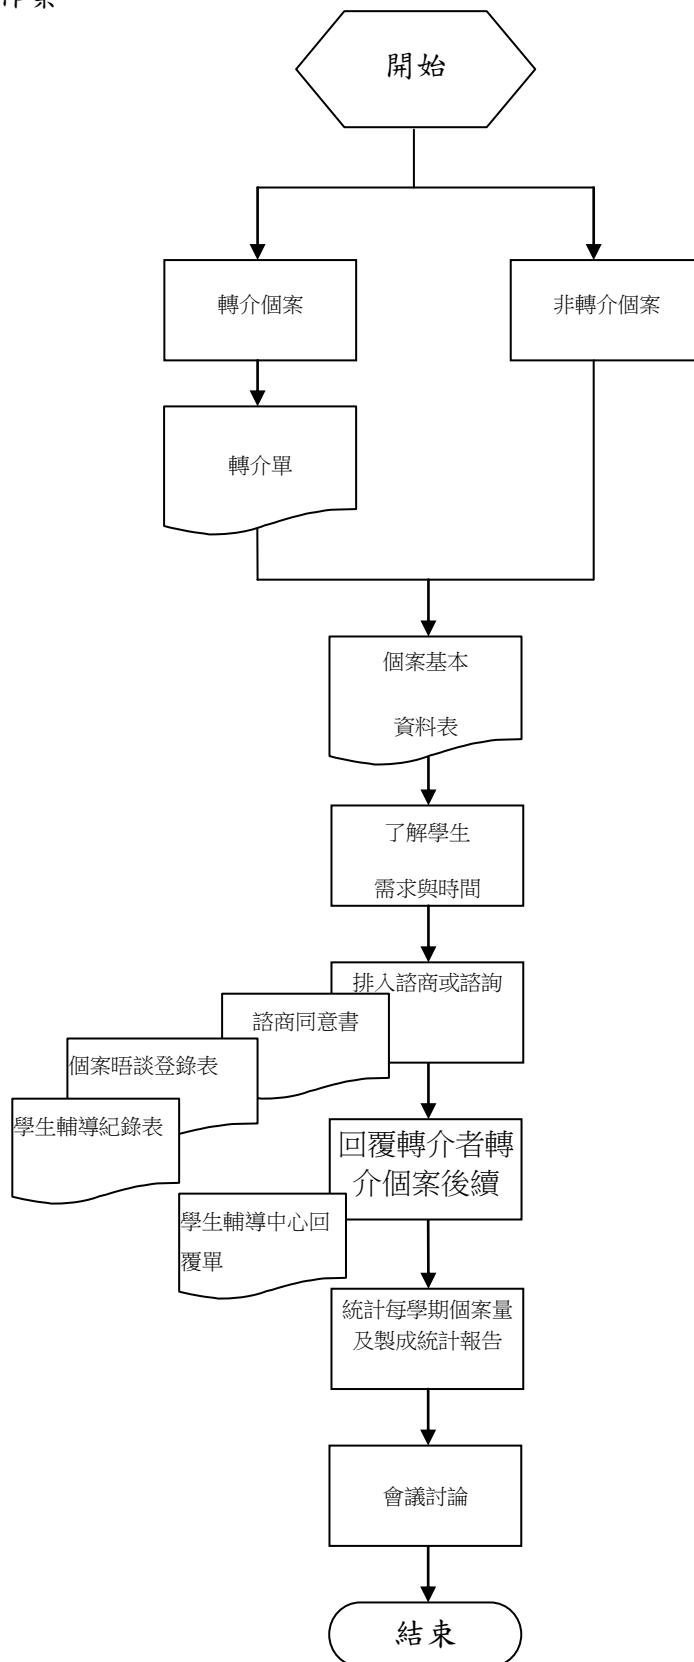 開始
轉介個案
非轉介個案
轉介單
個案基本
資料表
了解學生
需求與時間
排入諮商或諮詢
諮商同意書
個案晤談登錄表
學生輔導紀錄表
回覆轉介者轉
介個案後續
學生輔導中心回
覆單
統計每學期個案量
及製成統計報告
會議討論
結束